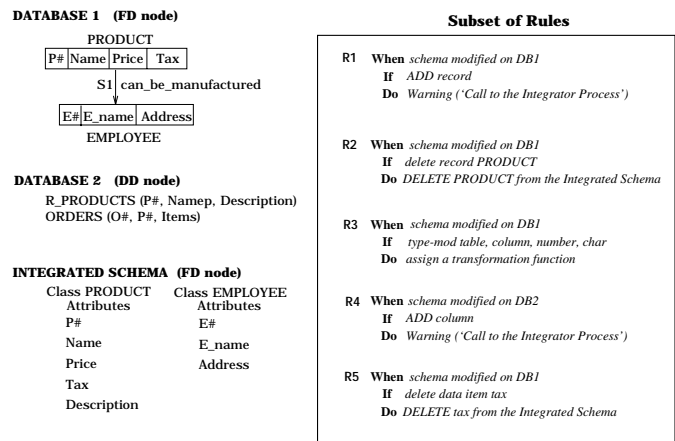 DATABASE 1 (FD node)
PRODUCT
P# Name Price Tax
S1 can_be_manufactured
E# E_name Address
EMPLOYEE
DATABASE 2 (DD node)
R_PRODUCTS (P#, Namep, Description)
ORDERS (O#, P#, Items)
INTEGRATED SCHEMA (FD node)
Class PRODUCT Class EMPLOYEE
Attributes Attributes
P# E#
Name E_name
Price Address
Tax
Description
Subset of Rules
R1 When schema modified on DB1
If ADD record
Do Warning ('Call to the Integrator Process')
R2 When schema modified on DB1
If delete record PRODUCT
Do DELETE PRODUCT from the Integrated Schema
R3 When schema modified on DB1
If type-mod table, column, number, char
Do assign a transformation function
R4 When schema modified on DB2
If ADD column
Do Warning ('Call to the Integrator Process')
R5 When schema modified on DB1
If delete data item tax
Do DELETE tax from the Integrated Schema